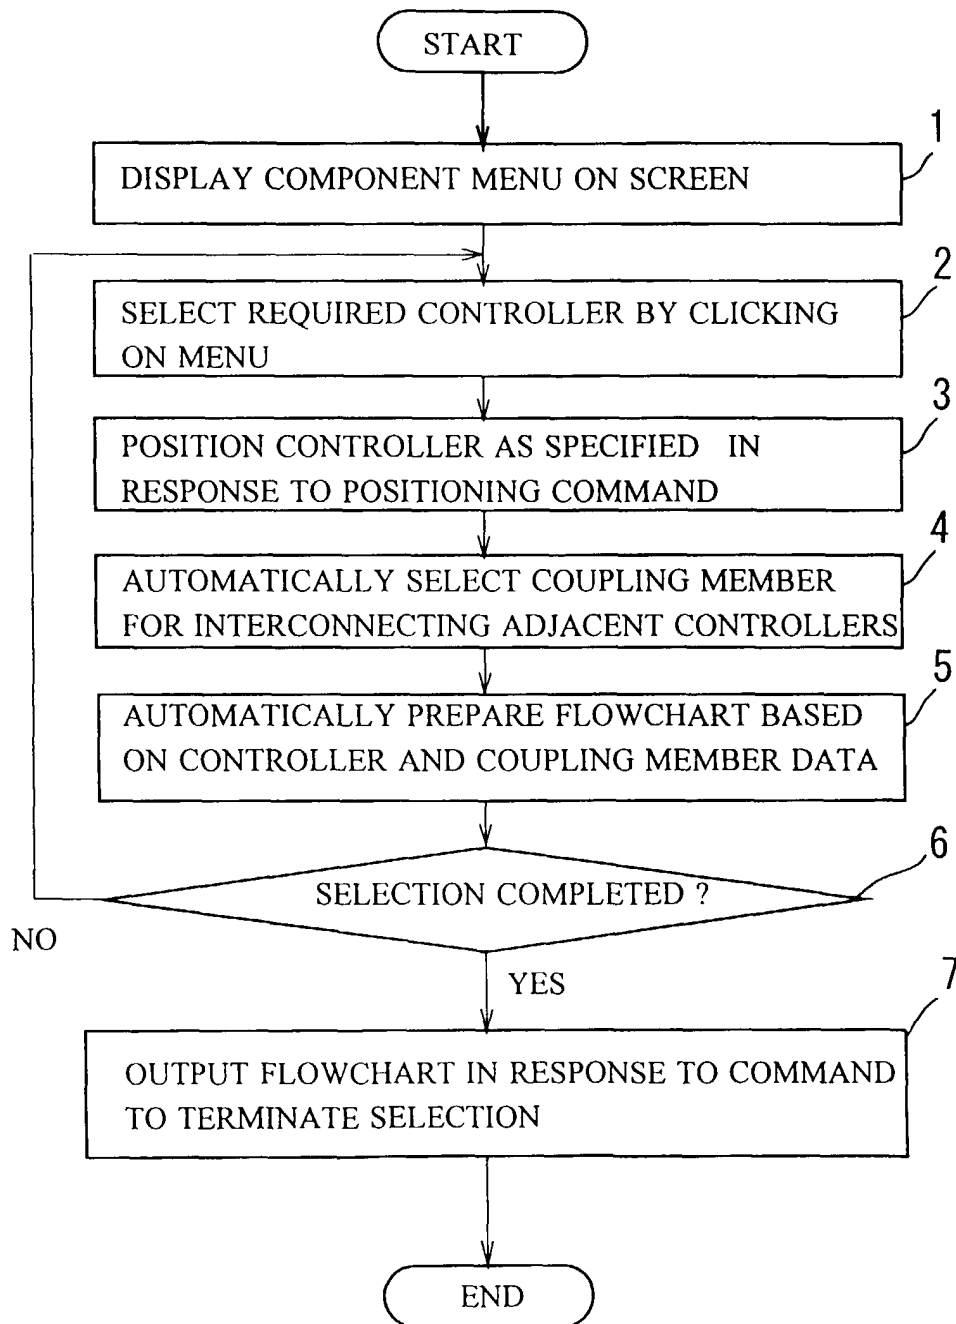 START
1
DISPLAY COMPONENT MENU ON SCREEN
2
SELECT REQUIRED CONTROLLER BY CLICKING
ON MENU
3
POSITION CONTROLLER AS SPECIFIED IN
RESPONSE TO POSITIONING COMMAND
4
AUTOMATICALLY SELECT COUPLING MEMBER
FOR INTERCONNECTING ADJACENT CONTROLLERS
5
AUTOMATICALLY PREPARE FLOWCHART BASED
ON CONTROLLER AND COUPLING MEMBER DATA
6
SELECTION COMPLETED ?
NO
YES
7
OUTPUT FLOWCHART IN RESPONSE TO COMMAND
TO TERMINATE SELECTION
END